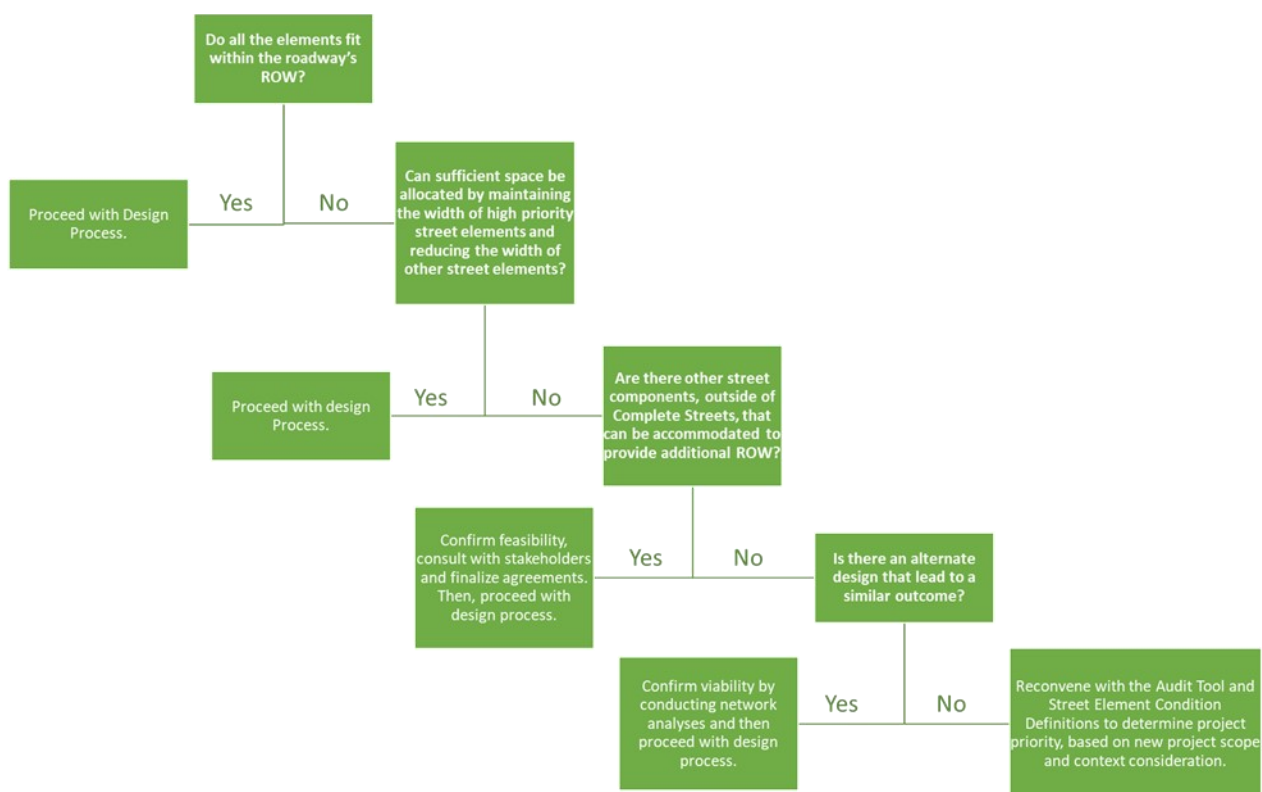 Do all the elements fit
within the roadway's
ROW?
Proceed with Design
Process.
Yes
No
Can sufficient space be
allocated by maintaining
the width of high priority
street elements and
reducing the width of
other street elements?
Proceed with design
Process.
Yes
No
Are there other street
components, outside of
Complete Streets, that
can be accommodated to
provide additional ROW?
Confirm feasibility,
consult with stakeholders
and finalize agreements.
Then, proceed with
design process.
Yes
No
Is there an alternate
design that lead to a
similar outcome?
Confirm viability by
conducting network
analyses and then
proceed with design
process.
Yes
No
Reconvene with the Audit Tool and
Street Element Condition
Definitions to determine project
priority, based on new project scope
and context consideration.